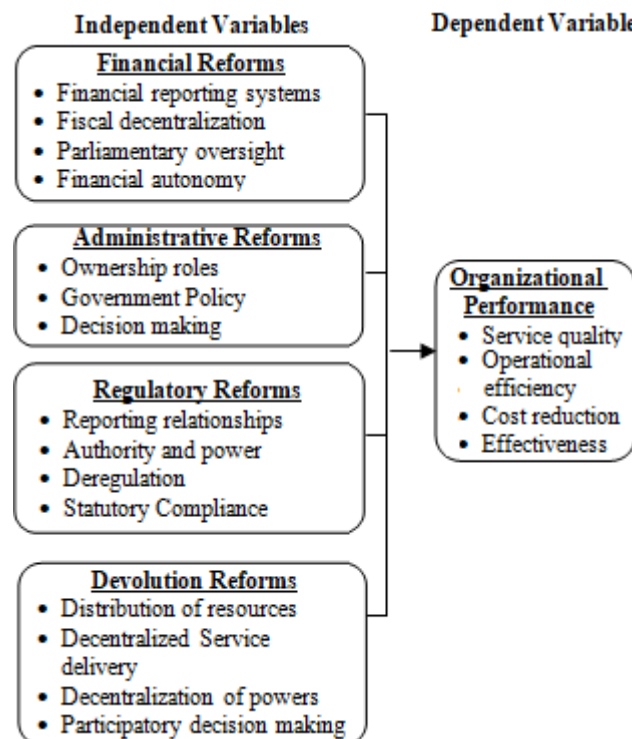 Independent Variables
Dependent Variable
Financial Reforms
• Financial reporting systems
• Fiscal decentralization
• Parliamentary oversight
• Financial autonomy
Administrative Reforms
• Ownership roles
• Government Policy
• Decision making
Regulatory Reforms
• Reporting relationships
• Authority and power
• Deregulation
• Statutory Compliance
Devolution Reforms
• Distribution of resources
• Decentralized Service
delivery
• Decentralization of powers
• Participatory decision making
Organizational
Performance
• Service quality
• Operational
efficiency
• Cost reduction
• Effectiveness